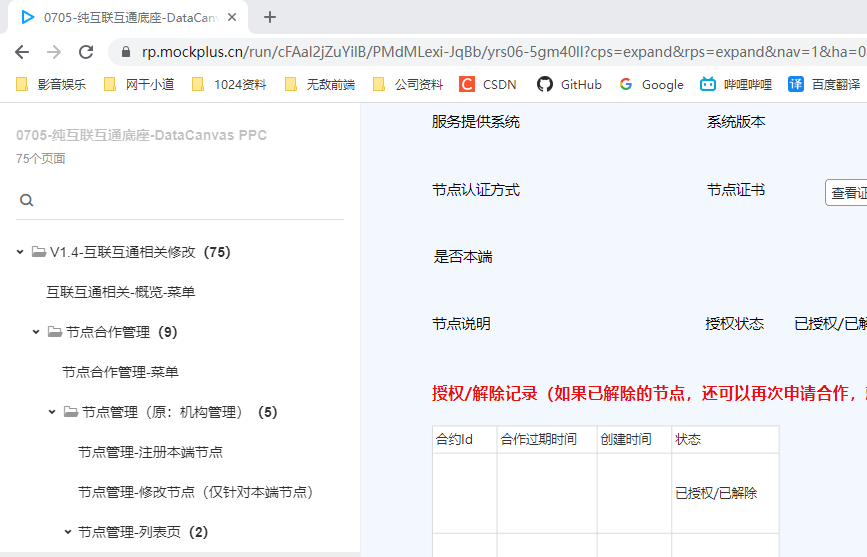 0705-纯互联互通底座-DataCan
rp.mockplus.cn/run/cFAal2jZuYiIB/PMdMLexi-JqBb/yrs06-5gm40ll?cps=expand&rps=expand&nav=1&ha=0
影音娱乐 网千小道 1024资料 无敌前端 公司资料 CSDN GitHub Google 哔哩哔哩 百度翻译
0705-纯互联互通底座-DataCanvas PPC
75个页面
V1.4-互联互通相关修改 (75)
互联互通相关-概览-菜单
节点合作管理 (9)
节点合作管理-菜单
节点管理（原：机构管理） (5)
节点管理-注册本端节点
节点管理-修改节点（仅针对本端节点）
节点管理-列表页 (2)
服务提供系统 系统版本
节点认证方式 节点证书 查看证
是否本端
节点说明 授权状态 已授权/已解
授权/解除记录（如果已解除的节点，还可以再次申请合作，
合约Id 合作过期时间 创建时间 状态
已授权/已解除